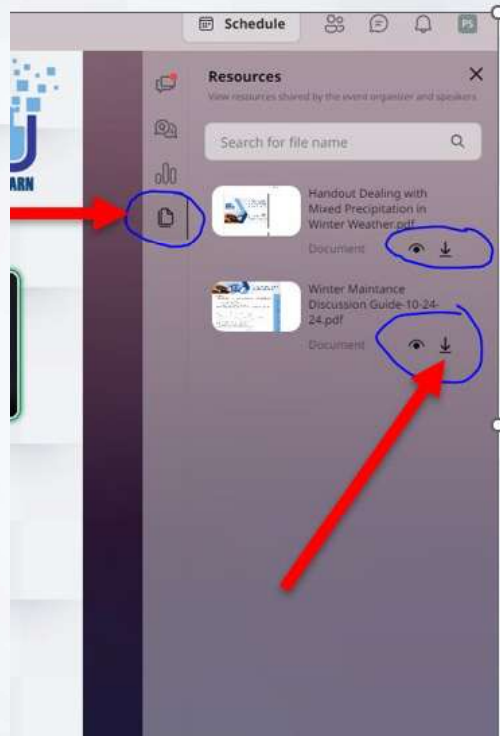 Schedule
PS
Resources
View resources shared by the event organizer and speakers
Search for file name
ARN
Handout Dealing with
Mixed Precipitation in
Winter Weather.pdf
Document
Winter Maintance
Discussion Guide-10-24-
24.pdf
Document